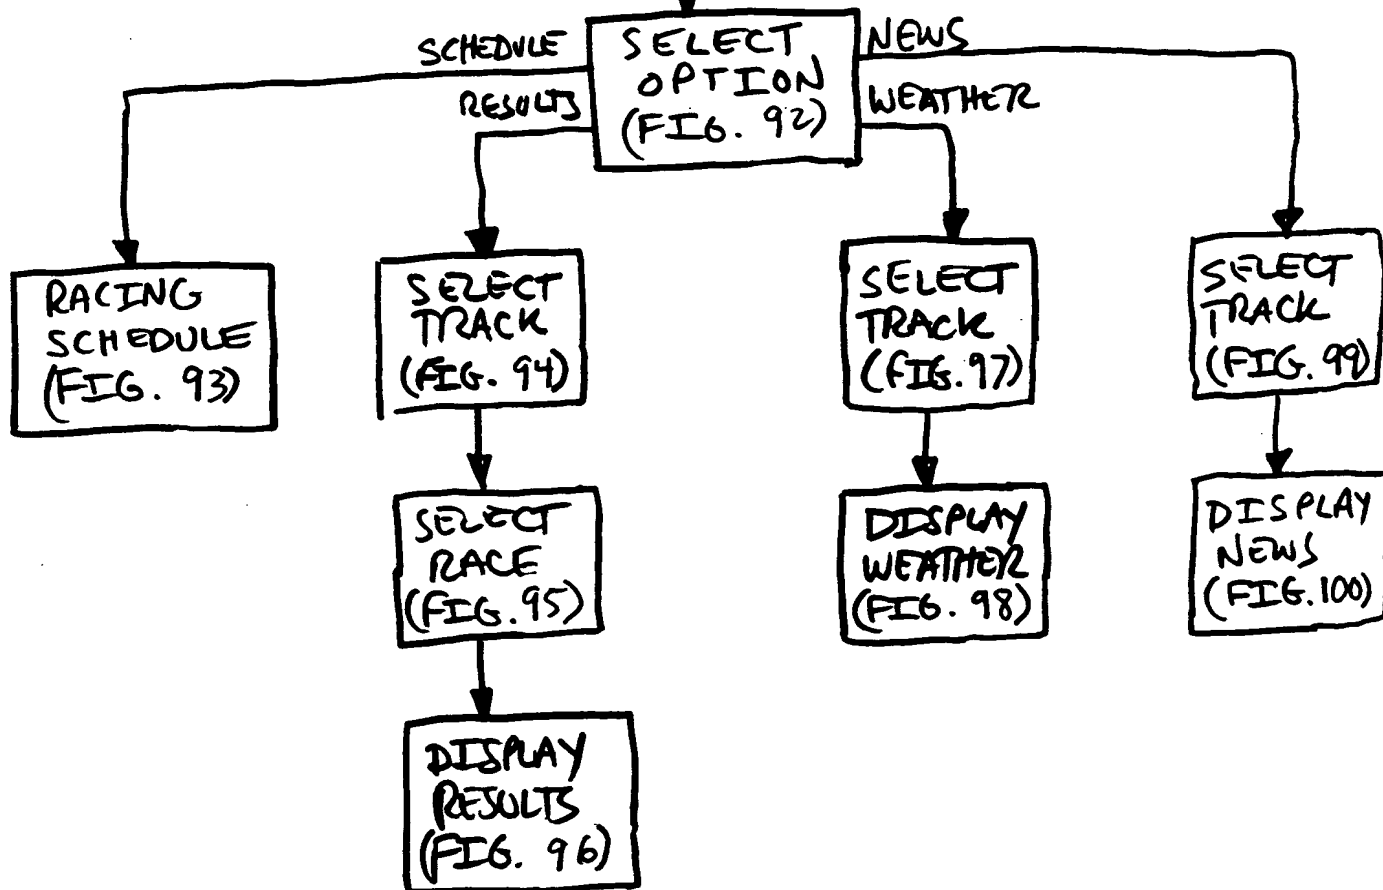 SCHEDULE
RESULTS
SELECT
OPTION
(FIG. 92)
NEWS
WEATHER
RACING
SCHEDULE
(FIG. 93)
SELECT
TRACK
(FIG. 94)
SELECT
TRACK
(FIG. 97)
SELECT
TRACK
(FIG. 99)
SELECT
RACE
(FIG. 95)
DISPLAY
WEATHER
(FIG. 98)
DISPLAY
NEWS
(FIG. 100)
DISPLAY
RESULTS
(FIG. 96)